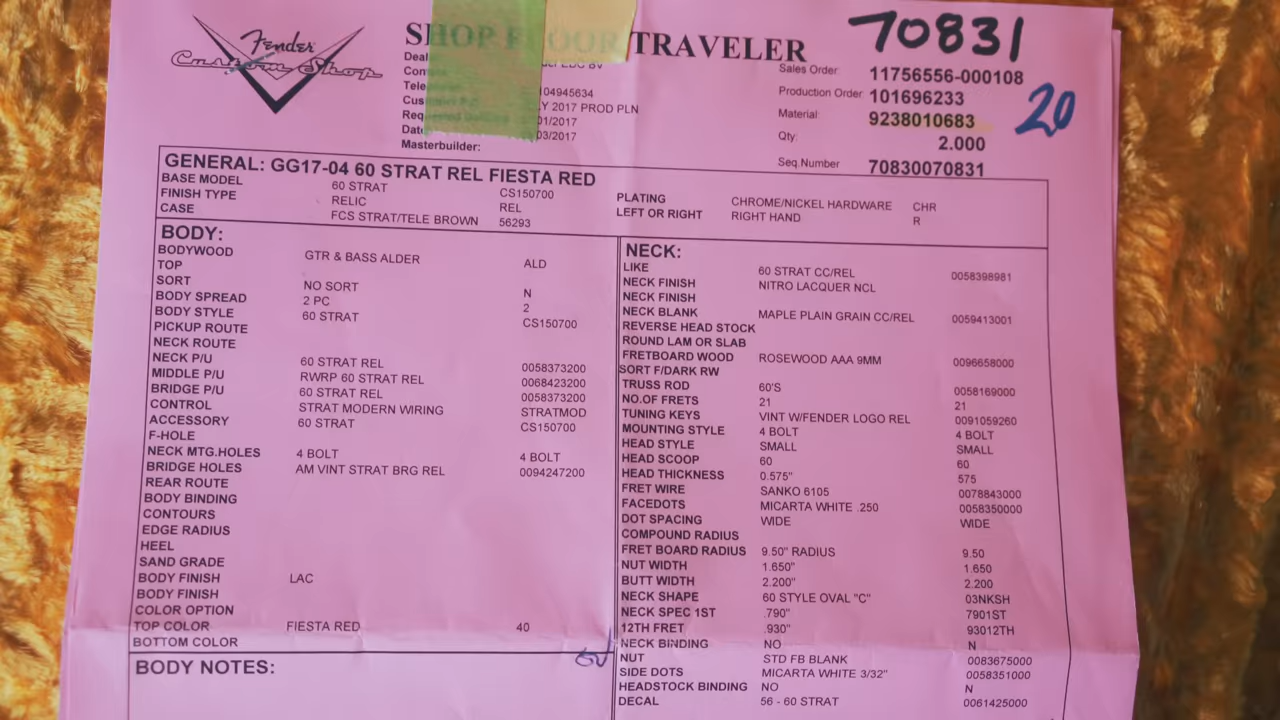 Fender
Custom Shop
SHOP FLOOR TRAVELER
70831
20
Deal
Con
Tele
104945634
Cus
Y 2017 PROD PLN
Req
01/2017
Date
03/2017
Masterbuilder:
Sales Order: 11756556-000108
Production Order: 101696233
Material: 9238010683
Qty: 2.000
Seq.Number 70830070831
GENERAL: GG17-04 60 STRAT REL FIESTA RED
BASE MODEL 60 STRAT CS150700
FINISH TYPE RELIC REL
CASE FCS STRAT/TELE BROWN 56293
PLATING CHROME/NICKEL HARDWARE CHR
LEFT OR RIGHT RIGHT HAND R
BODY:
BODYWOOD GTR & BASS ALDER ALD
TOP
SORT NO SORT N
BODY SPREAD 2 PC 2
BODY STYLE 60 STRAT CS150700
PICKUP ROUTE
NECK ROUTE
NECK P/U 60 STRAT REL 0058373200
MIDDLE P/U RWRP 60 STRAT REL 0068423200
BRIDGE P/U 60 STRAT REL 0058373200
CONTROL STRAT MODERN WIRING STRATMOD
ACCESSORY 60 STRAT CS150700
F-HOLE
NECK MTG.HOLES 4 BOLT 4 BOLT
BRIDGE HOLES AM VINT STRAT BRG REL 0094247200
REAR ROUTE
BODY BINDING
CONTOURS
EDGE RADIUS
HEEL
SAND GRADE
BODY FINISH LAC
BODY FINISH
COLOR OPTION
TOP COLOR FIESTA RED 40
BOTTOM COLOR
BODY NOTES:
NECK:
LIKE 60 STRAT CC/REL 0058398981
NECK FINISH NITRO LACQUER NCL
NECK FINISH
NECK BLANK MAPLE PLAIN GRAIN CC/REL 0059413001
REVERSE HEAD STOCK
ROUND LAM OR SLAB
FRETBOARD WOOD ROSEWOOD AAA 9MM 0096658000
SORT F/DARK RW
TRUSS ROD 60'S 0058169000
NO.OF FRETS 21 21
TUNING KEYS VINT W/FENDER LOGO REL 0091059260
MOUNTING STYLE 4 BOLT 4 BOLT
HEAD STYLE SMALL SMALL
HEAD SCOOP 60 60
HEAD THICKNESS 0.575" 575
FRET WIRE SANKO 6105 0078843000
FACEDOTS MICARTA WHITE .250 0058350000
DOT SPACING WIDE WIDE
COMPOUND RADIUS
FRET BOARD RADIUS 9.50" RADIUS 9.50
NUT WIDTH 1.650" 1.650
BUTT WIDTH 2.200" 2.200
NECK SHAPE 60 STYLE OVAL "C" 03NKSH
NECK SPEC 1ST .790" 7901ST
12TH FRET .930" 93012TH
NECK BINDING NO N
NUT STD FB BLANK 0083675000
SIDE DOTS MICARTA WHITE 3/32" 0058351000
HEADSTOCK BINDING NO N
DECAL 56 - 60 STRAT 0061425000